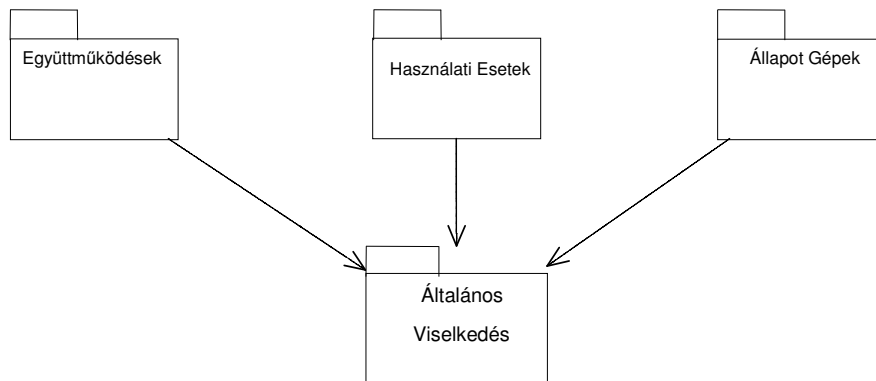 Együttműködések
Használati Esetek
Állapot Gépek
Általános
Viselkedés